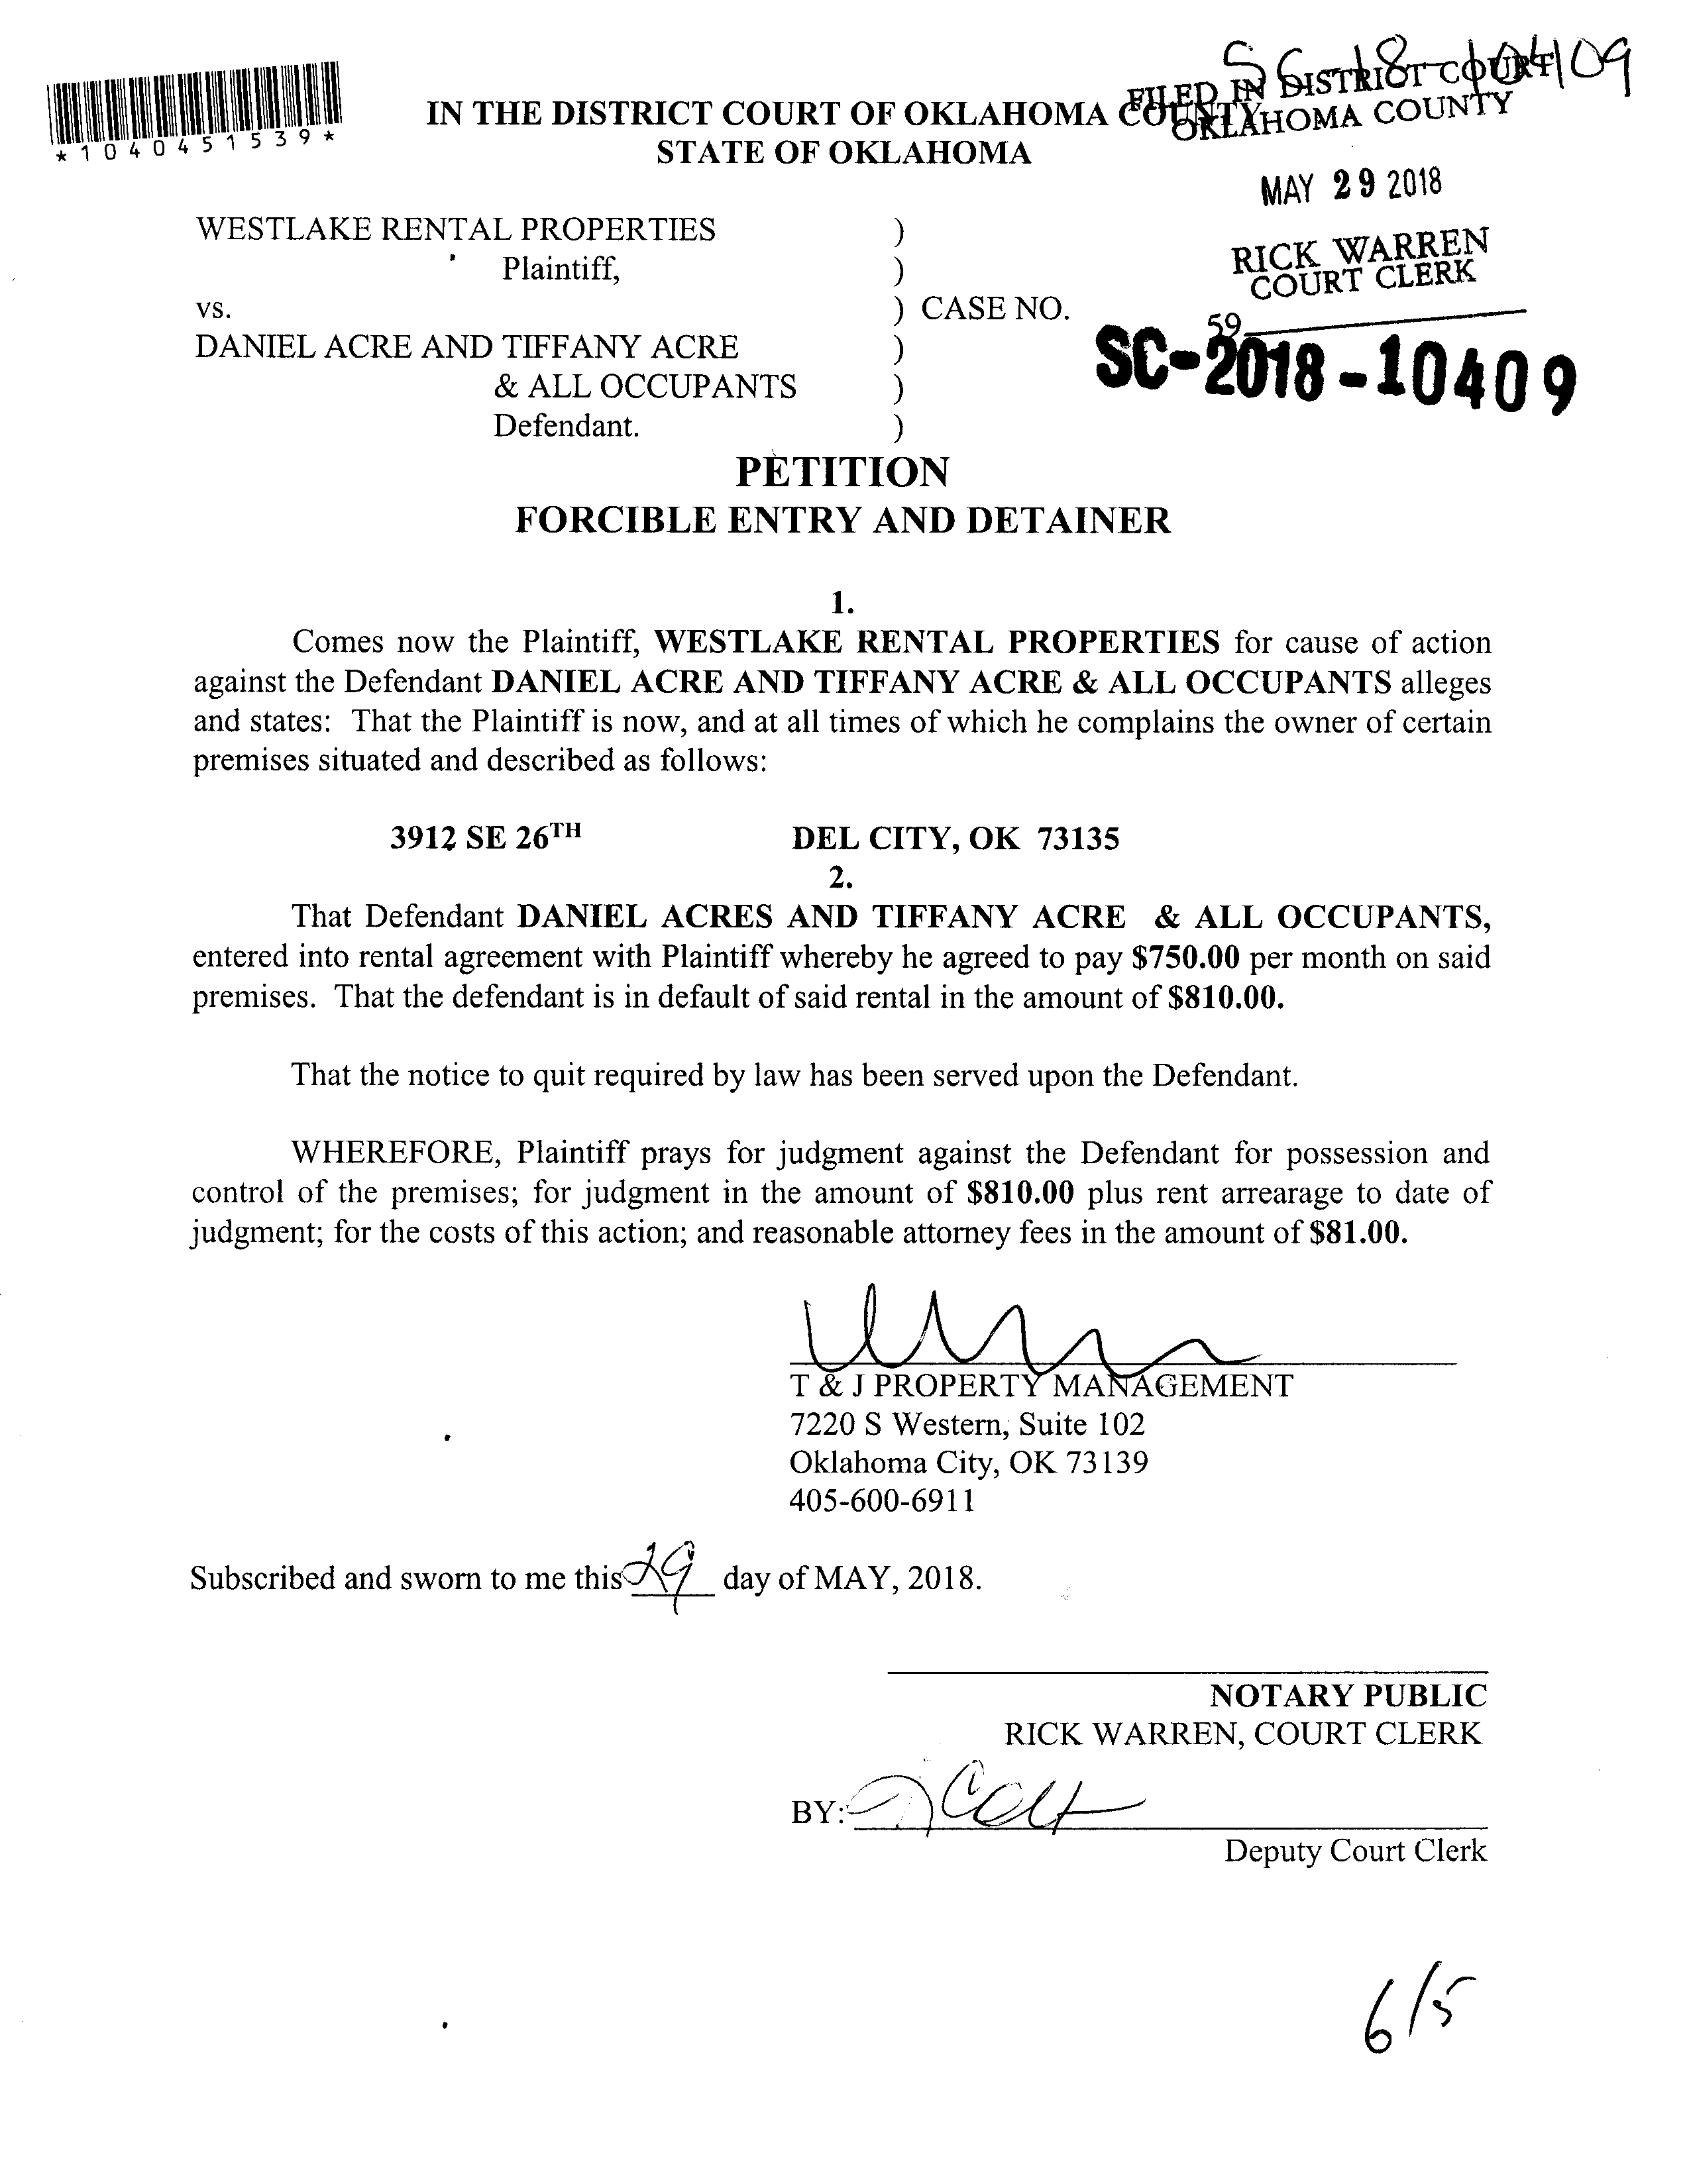 SC-18-10409
FILED IN DISTRICT COURT
OKLAHOMA COUNTY
*1040451539*
IN THE DISTRICT COURT OF OKLAHOMA COUNTY
STATE OF OKLAHOMA
MAY 29 2018
RICK WARREN
COURT CLERK
59
WESTLAKE RENTAL PROPERTIES )
Plaintiff, )
vs. ) CASE NO. SC-2018-10409
DANIEL ACRE AND TIFFANY ACRE )
& ALL OCCUPANTS )
Defendant. )
PETITION
FORCIBLE ENTRY AND DETAINER
1.
Comes now the Plaintiff, WESTLAKE RENTAL PROPERTIES for cause of action
against the Defendant DANIEL ACRE AND TIFFANY ACRE & ALL OCCUPANTS alleges
and states: That the Plaintiff is now, and at all times of which he complains the owner of certain
premises situated and described as follows:
3912 SE 26TH DEL CITY, OK 73135
2.
That Defendant DANIEL ACRES AND TIFFANY ACRE & ALL OCCUPANTS,
entered into rental agreement with Plaintiff whereby he agreed to pay $750.00 per month on said
premises. That the defendant is in default of said rental in the amount of $810.00.
That the notice to quit required by law has been served upon the Defendant.
WHEREFORE, Plaintiff prays for judgment against the Defendant for possession and
control of the premises; for judgment in the amount of $810.00 plus rent arrearage to date of
judgment; for the costs of this action; and reasonable attorney fees in the amount of $81.00.
T & J PROPERTY MANAGEMENT
7220 S Western, Suite 102
Oklahoma City, OK 73139
405-600-6911
Subscribed and sworn to me this 29 day of MAY, 2018.
NOTARY PUBLIC
RICK WARREN, COURT CLERK
BY:
Deputy Court Clerk
6/5